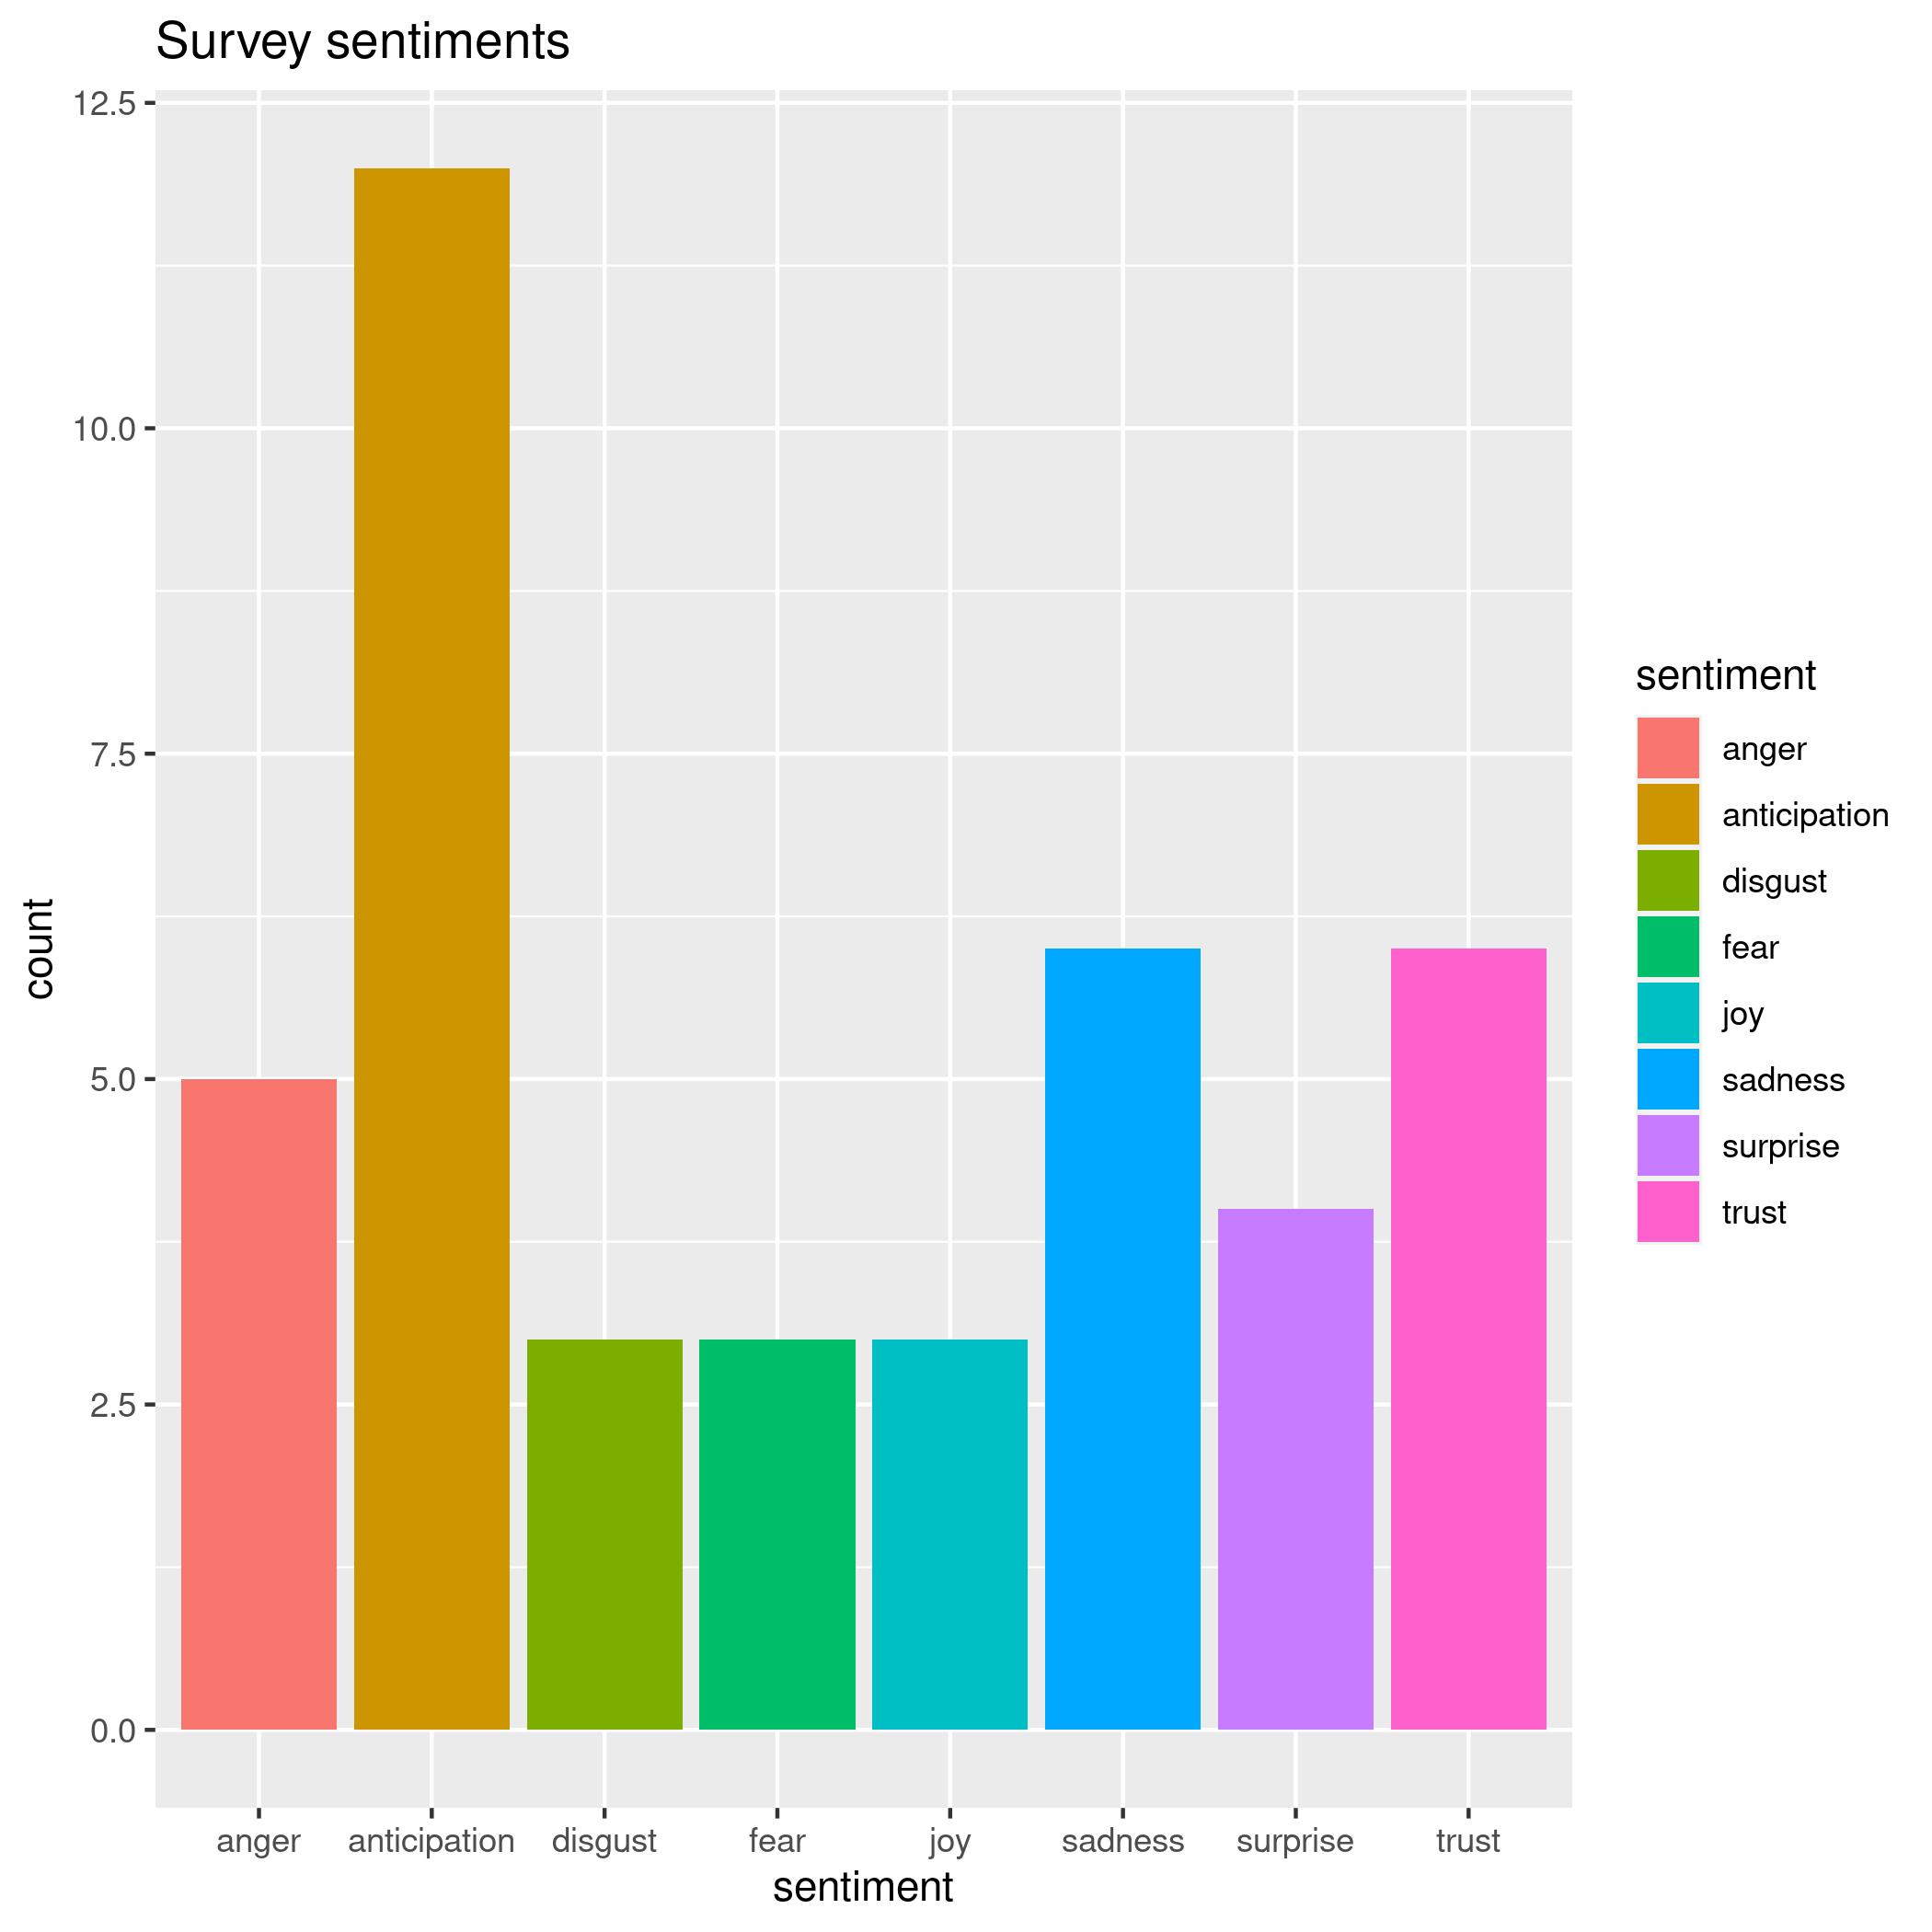 Survey sentiments
12.5
10.0
7.5
5.0
2.5
0.0
count
anger anticipation disgust fear joy sadness surprise trust
sentiment
sentiment
anger
anticipation
disgust
fear
joy
sadness
surprise
trust